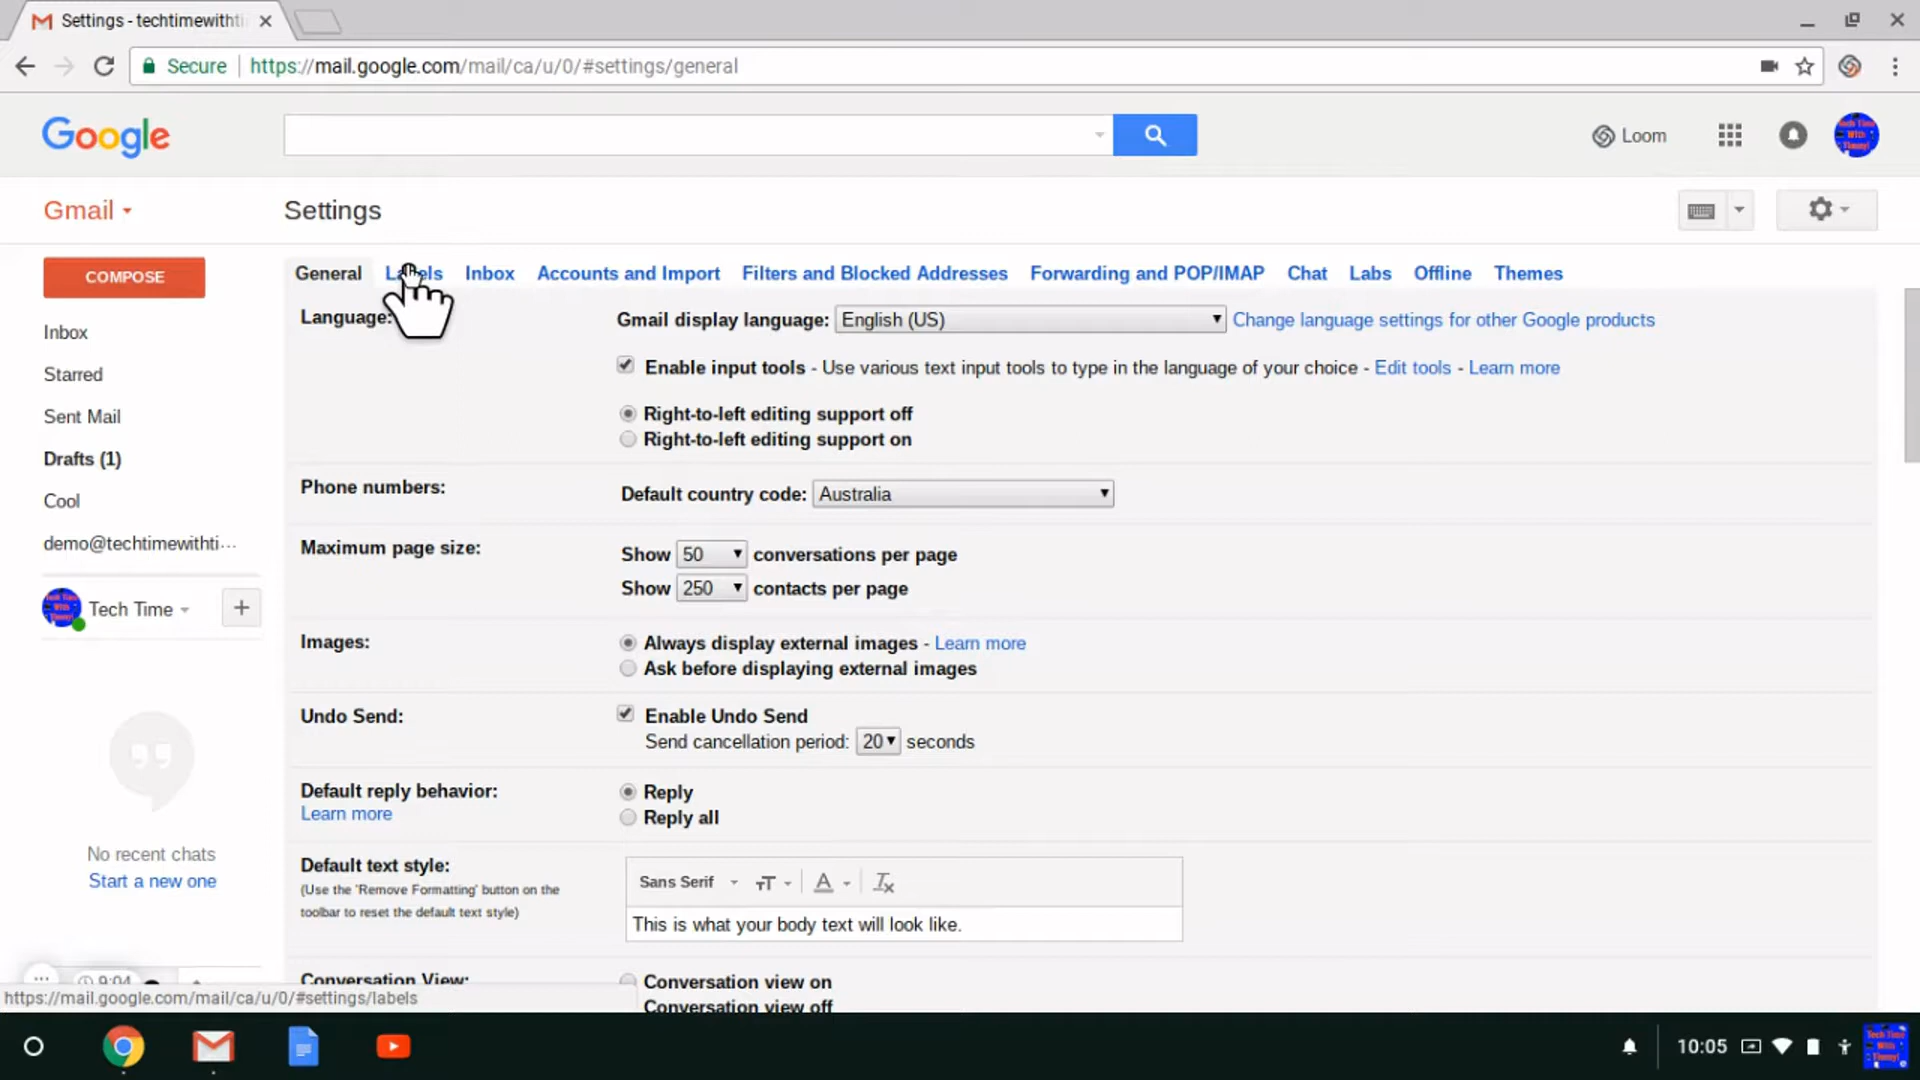 Settings - techtimewithti
Secure https://mail.google.com/mail/ca/u/0/#settings/general
Google
Loom
Gmail
Settings
COMPOSE
General Labels Inbox Accounts and Import Filters and Blocked Addresses Forwarding and POP/IMAP Chat Labs Offline Themes
Inbox
Starred
Sent Mail
Drafts (1)
Cool
demo@techtimewithti...
Tech Time
No recent chats
Start a new one
Language:
Gmail display language: English (US) Change language settings for other Google products
Enable input tools - Use various text input tools to type in the language of your choice - Edit tools - Learn more
Right-to-left editing support off
Right-to-left editing support on
Phone numbers:
Default country code: Australia
Maximum page size:
Show 50 conversations per page
Show 250 contacts per page
Images:
Always display external images - Learn more
Ask before displaying external images
Undo Send:
Enable Undo Send
Send cancellation period: 20 seconds
Default reply behavior:
Learn more
Reply
Reply all
Default text style:
(Use the 'Remove Formatting' button on the
toolbar to reset the default text style)
Sans Serif
This is what your body text will look like.
Conversation View:
Conversation view on
Conversation view off
9:04
https://mail.google.com/mail/ca/u/0/#settings/labels
10:05